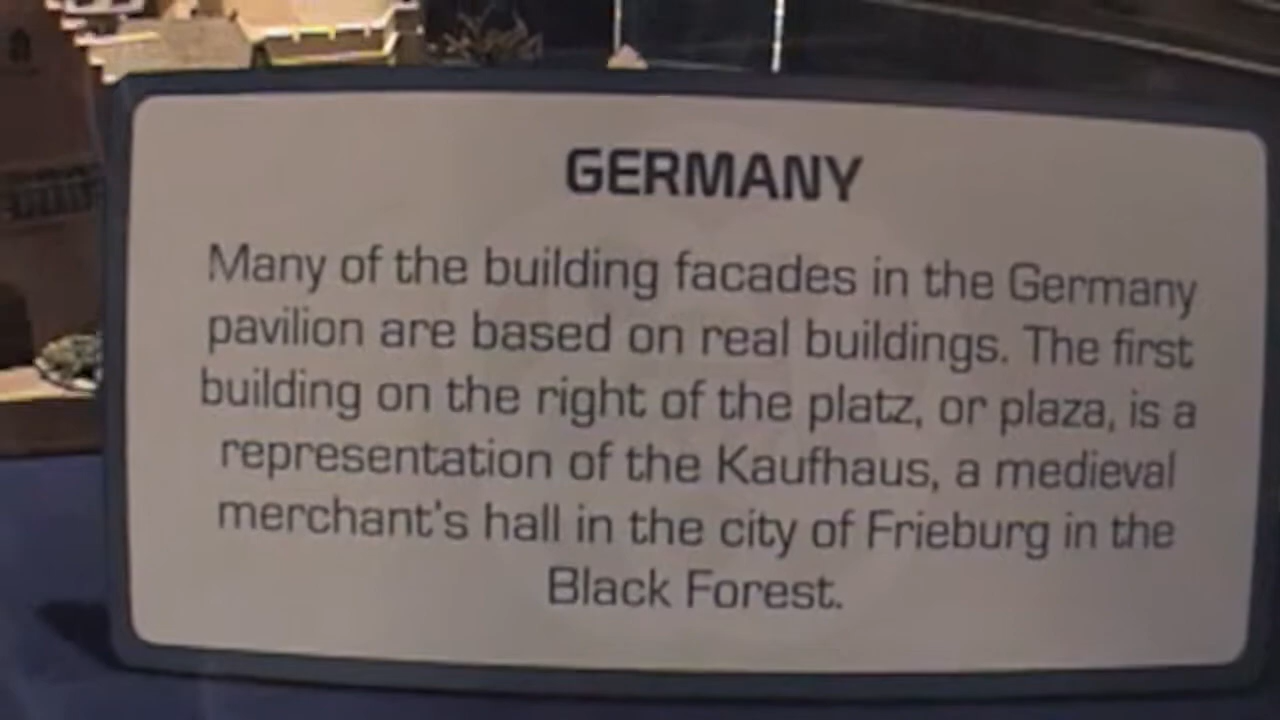 GERMANY
Many of the building facades in the Germany
pavilion are based on real buildings. The first
building on the right of the platz, or plaza, is a
representation of the Kaufhaus, a medieval
merchant's hall in the city of Frieburg in the
Black Forest.